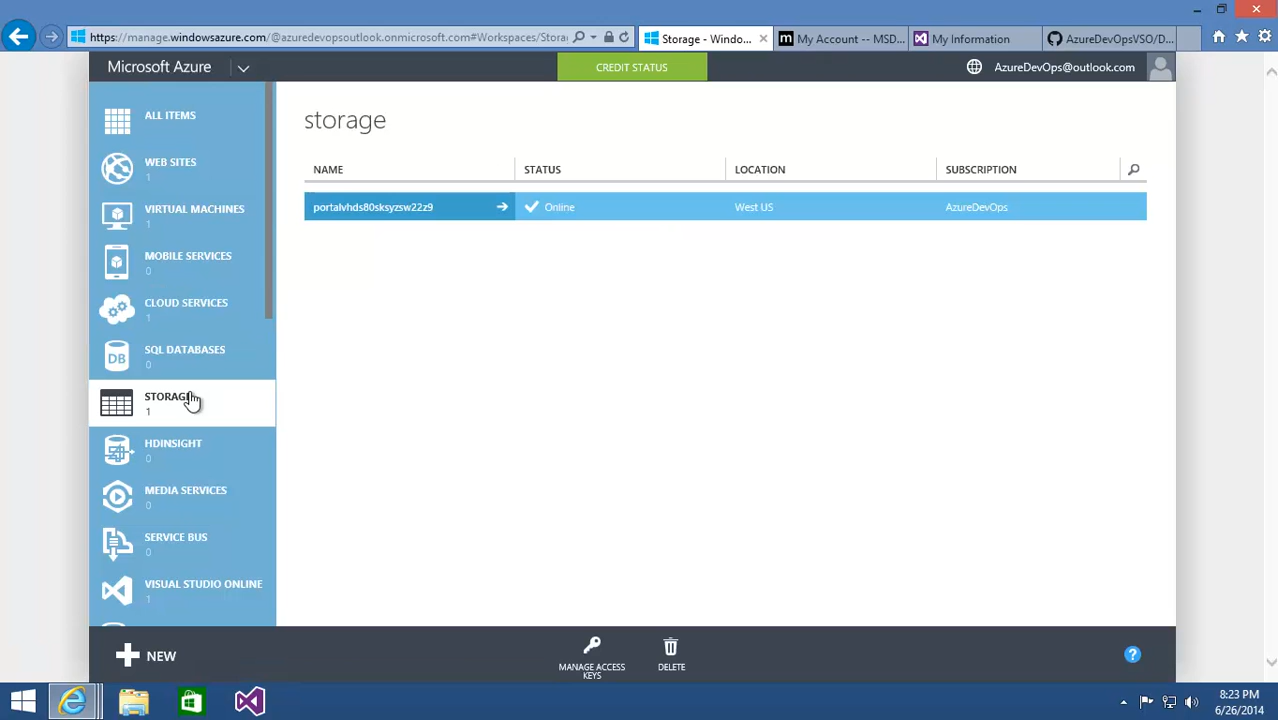 https://manage.windowsazure.com/@azuredevopsoutlook.onmicrosoft.com#Workspaces/Stora
Storage - Windo...
My Account -- MSD...
My Information
AzureDevOpsVSO/D...
Microsoft Azure
CREDIT STATUS
AzureDevOps@outlook.com
ALL ITEMS
WEB SITES
1
VIRTUAL MACHINES
1
MOBILE SERVICES
0
CLOUD SERVICES
1
SQL DATABASES
0
DB
STORAGE
1
HDINSIGHT
0
MEDIA SERVICES
0
SERVICE BUS
0
VISUAL STUDIO ONLINE
1
storage
NAME STATUS LOCATION SUBSCRIPTION
portalvhds80sksyzsw22z9 Online West US AzureDevOps
NEW
MANAGE ACCESS
KEYS
DELETE
?
8:23 PM
6/26/2014